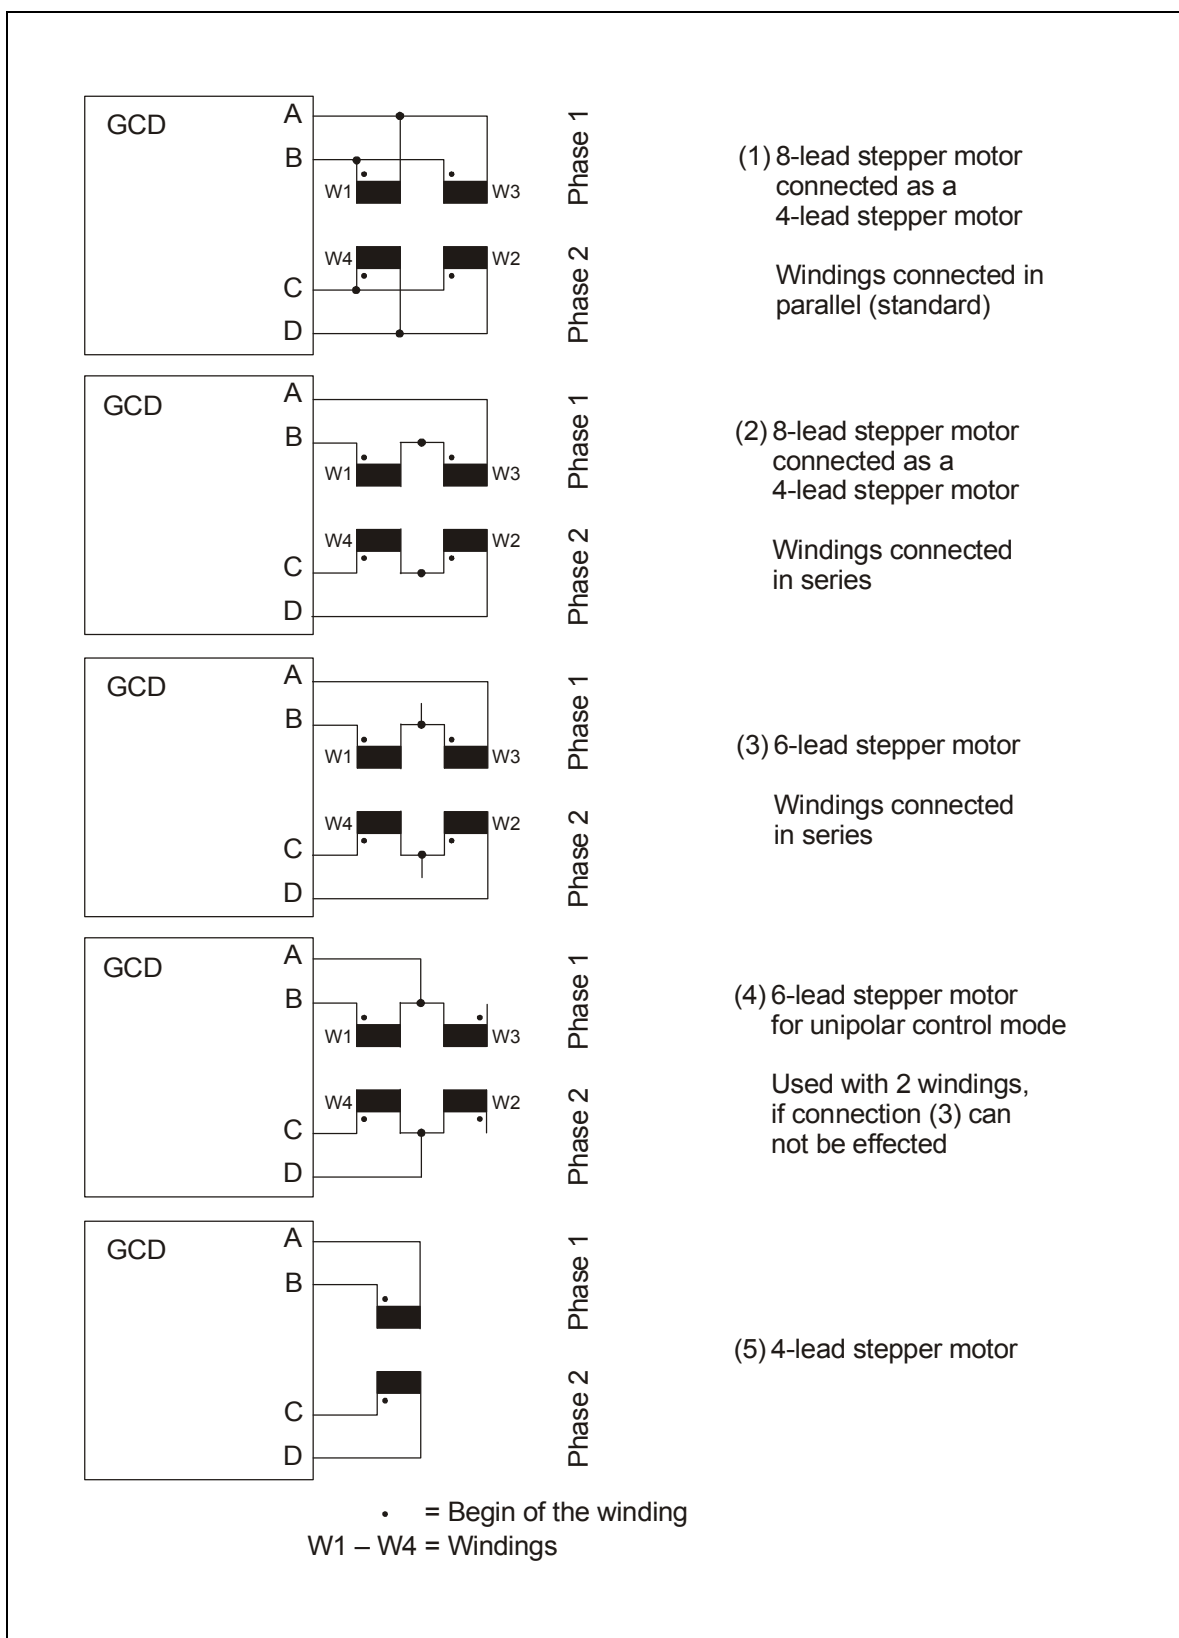 GCD
A
B
W1
W3
W4
W2
C
D
Phase 1
Phase 2
(1) 8-lead stepper motor
connected as a
4-lead stepper motor
Windings connected in
parallel (standard)
GCD
A
B
W1
W3
W4
W2
C
D
Phase 1
Phase 2
(2) 8-lead stepper motor
connected as a
4-lead stepper motor
Windings connected
in series
GCD
A
B
W1
W3
W4
W2
C
D
Phase 1
Phase 2
(3) 6-lead stepper motor
Windings connected
in series
GCD
A
B
W1
W3
W4
W2
C
D
Phase 1
Phase 2
(4) 6-lead stepper motor
for unipolar control mode
Used with 2 windings,
if connection (3) can
not be effected
GCD
A
B
C
D
Phase 1
Phase 2
(5) 4-lead stepper motor
• = Begin of the winding
W1 – W4 = Windings